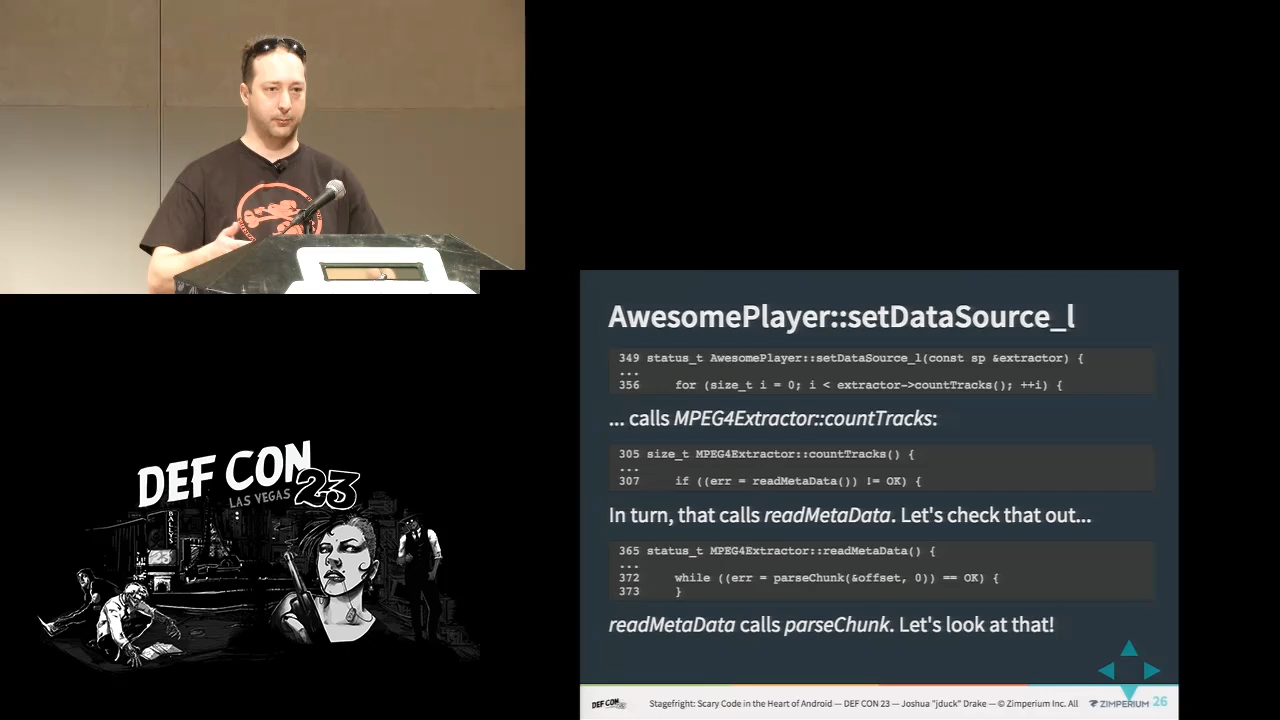 AwesomePlayer::setDataSource_l
349 status_t AwesomePlayer::setDataSource_l(const sp &extractor) {
...
356 for (size_t i = 0; i < extractor->countTracks(); ++i) {
... calls MPEG4Extractor::countTracks:
305 size_t MPEG4Extractor::countTracks() {
...
307 if ((err = readMetaData()) != OK) {
In turn, that calls readMetaData. Let's check that out...
365 status_t MPEG4Extractor::readMetaData() {
...
372 while ((err = parseChunk(&offset, 0)) == OK) {
373 }
readMetaData calls parseChunk. Let's look at that!
DEF CON Stagefright: Scary Code in the Heart of Android — DEF CON 23 — Joshua "jduck" Drake — © Zimperium Inc. All ZIMPERIUM 26
DEF CON
LAS VEGAS 23
BALLY'S
23